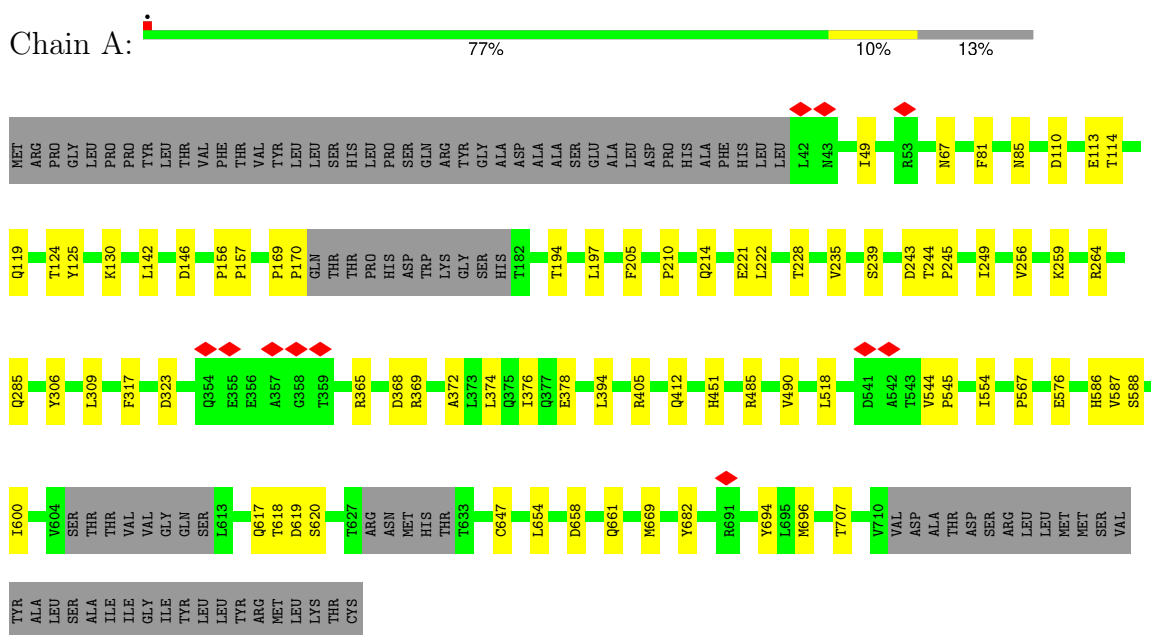 Chain A: 77% 10% 13%
MET ARG PRO GLY LEU PRO PRO TYR LEU THR VAL PHE THR VAL TYR LEU LEU SER HIS LEU PRO SER GLN ARG TYR GLY ALA ASP ALA ALA SER GLU ALA LEU ASP PRO HIS ALA PHE HIS LEU LEU L42 N43 I49 R53 N67 F81 N85 D110 E113 T114
Q119 T124 Y125 K130 L142 D146 P156 P157 P169 P170 GLN THR THR PRO HIS ASP TRP LYS GLY SER HIS T182 T194 L197 F205 P210 Q214 E221 L222 T228 V235 S239 D243 T244 P245 I249 V256 K259 R264
Q285 Y306 L309 F317 D323 Q354 E355 E356 A357 G358 T359 R365 D368 R369 A372 L373 L374 Q375 I376 Q377 E378 L394 R405 Q412 H451 R485 V490 L518 D541 A542 T543 V544 P545 I554 P567 E576 H586 V587 S588
I600 V604 SER THR THR VAL VAL GLY GLN SER L613 Q617 T618 D619 S620 T627 ARG ASN MET HIS THR T633 C647 L654 D658 Q661 M669 Y682 R691 Y694 L695 M696 T707 V710 VAL ASP ALA THR ASP SER ARG LEU LEU MET MET SER VAL
TYR ALA LEU SER ALA ILE ILE GLY ILE TYR LEU LEU TYR ARG MET LEU LYS THR CYS